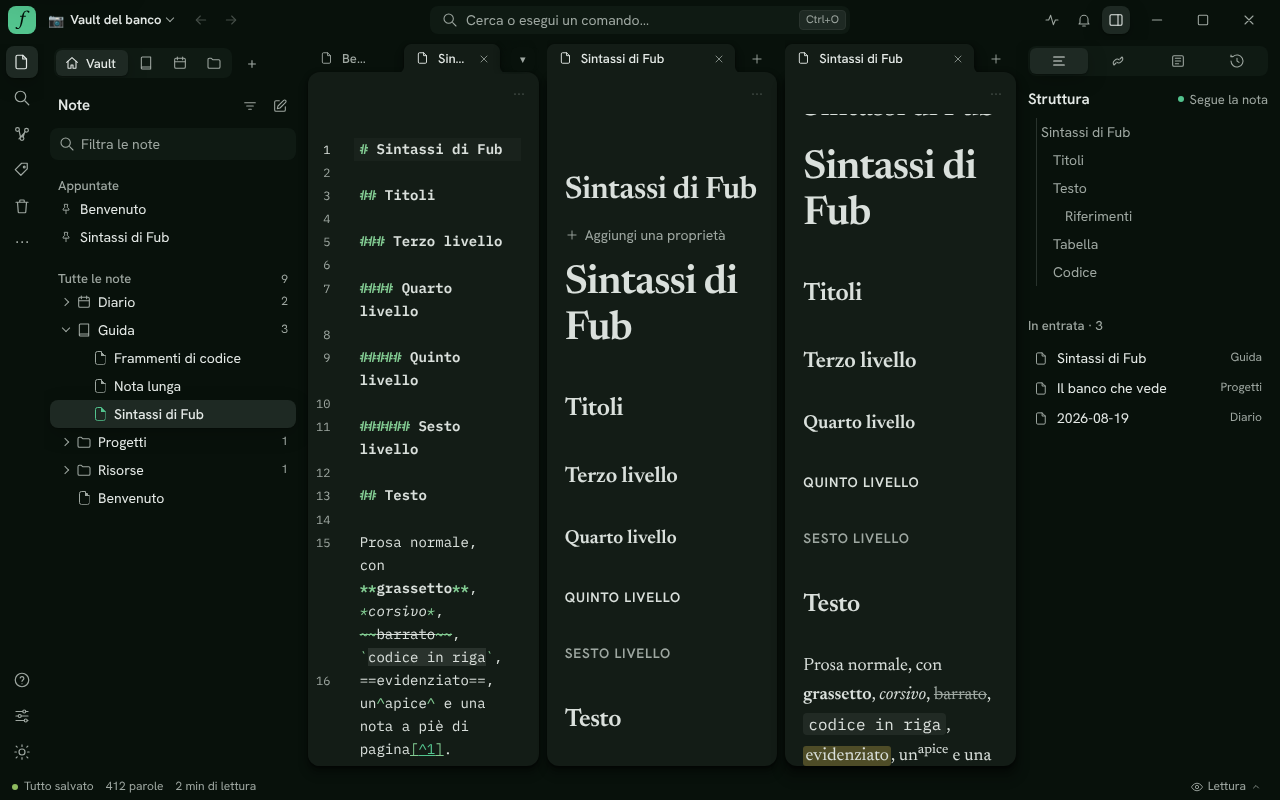 Vault del banco
Cerca o esegui un comando…
Ctrl+O
Vault
Note
Filtra le note
Appuntate
Benvenuto
Sintassi di Fub
Tutte le note 9
Diario 2
Guida 3
Frammenti di codice
Nota lunga
Sintassi di Fub
Progetti 1
Risorse 1
Benvenuto
Be…
Sin…
1 # Sintassi di Fub
2
3 ## Titoli
4
5 ### Terzo livello
6
7 #### Quarto
livello
8
9 ##### Quinto
livello
10
11 ###### Sesto
livello
12
13 ## Testo
14
15 Prosa normale,
con
**grassetto**,
*corsivo*,
~~barrato~~,
`codice in riga`,
16 ==evidenziato==,
un^apice^ e una
nota a piè di
pagina[^1].
Sintassi di Fub
Sintassi di Fub
Aggiungi una proprietà
Sintassi di
Fub
Titoli
Terzo livello
Quarto livello
QUINTO LIVELLO
SESTO LIVELLO
Testo
Sintassi di Fub
Sintassi di Fub
Sintassi di
Fub
Titoli
Terzo livello
Quarto livello
QUINTO LIVELLO
SESTO LIVELLO
Testo
Prosa normale, con
grassetto, corsivo, barrato,
codice in riga,
evidenziato, unapice e una
Struttura
Segue la nota
Sintassi di Fub
Titoli
Testo
Riferimenti
Tabella
Codice
In entrata · 3
Sintassi di Fub Guida
Il banco che vede Progetti
2026-08-19 Diario
Tutto salvato 412 parole 2 min di lettura
Lettura